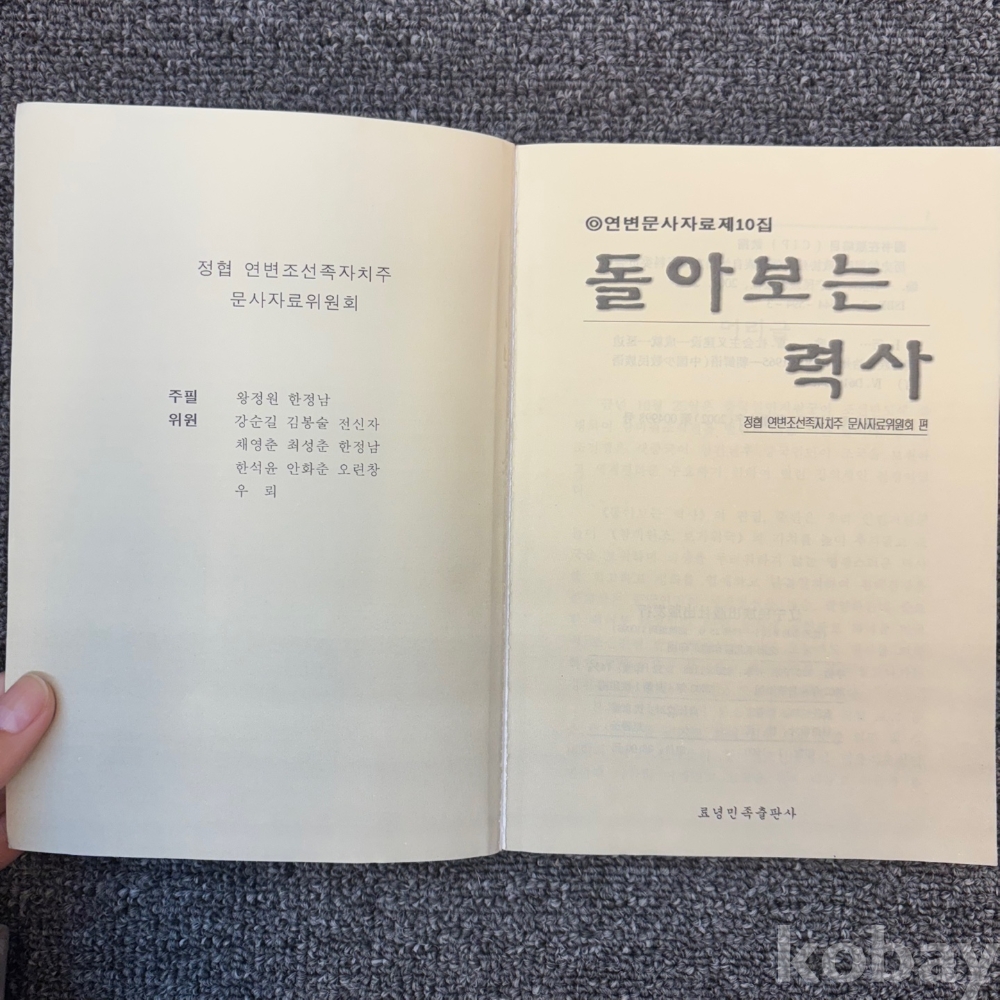 정협 연변조선족자치주
문사자료위원회
주필 왕정원 한정남
위원 강순길 김봉술 전신자
채영춘 최성춘 한정남
한석윤 안화춘 오련창
우 뢰
◎연변문사자료제10집
돌아보는
력사
정협 연변조선족자치주 문사자료위원회 편
료녕민족출판사
kobay